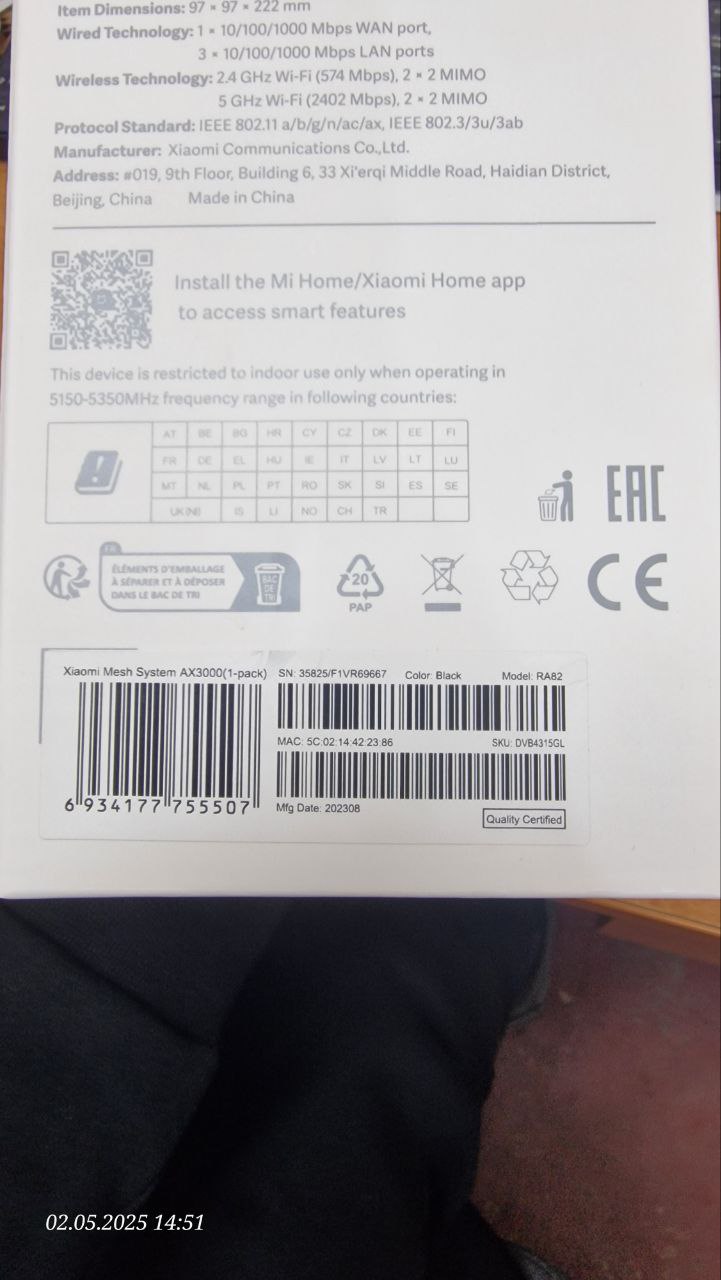 Item Dimensions: 97 × 97 × 222 mm
Wired Technology: 1 × 10/100/1000 Mbps WAN port,
3 × 10/100/1000 Mbps LAN ports
Wireless Technology: 2.4 GHz Wi-Fi (574 Mbps), 2 × 2 MIMO
5 GHz Wi-Fi (2402 Mbps), 2 × 2 MIMO
Protocol Standard: IEEE 802.11 a/b/g/n/ac/ax, IEEE 802.3/3u/3ab
Manufacturer: Xiaomi Communications Co.,Ltd.
Address: #019, 9th Floor, Building 6, 33 Xi'erqi Middle Road, Haidian District,
Beijing, China Made in China
Install the Mi Home/Xiaomi Home app
to access smart features
This device is restricted to indoor use only when operating in
5150-5350MHz frequency range in following countries:
AT BE BG HR CY CZ DK EE FI
FR DE EL HU IE IT LV LT LU
MT NL PL PT RO SK SI ES SE
UK(NI) IS LI NO CH TR
EAC
FR
ÉLÉMENTS D'EMBALLAGE
À SÉPARER ET À DÉPOSER
DANS LE BAC DE TRI
BAC
DE
TRI
20
PAP
CE
Xiaomi Mesh System AX3000(1-pack) SN: 35825/F1VR69667 Color: Black Model: RA82
MAC: 5C:02:14:42:23:86 SKU: DVB4315GL
6 934177 755507
Mfg Date: 202308
Quality Certified
02.05.2025 14:51